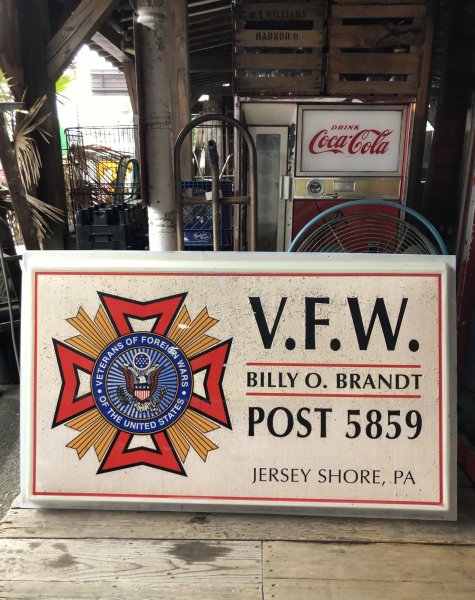 W.L. WILLIAMS
RADNOR O
DRINK
Coca-Cola
VETERANS OF FOREIGN WARS
OF THE UNITED STATES
V.F.W.
BILLY O. BRANDT
POST 5859
JERSEY SHORE, PA